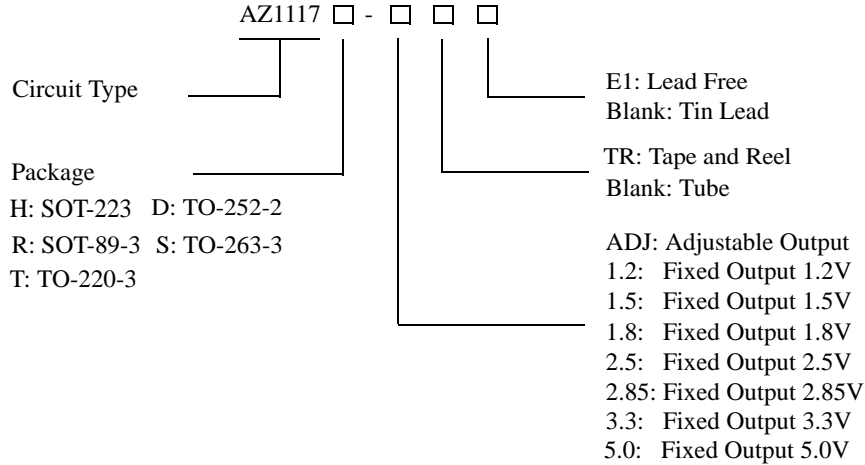 AZ1117 -
Circuit Type
Package
H: SOT-223 D: TO-252-2
R: SOT-89-3 S: TO-263-3
T: TO-220-3
E1: Lead Free
Blank: Tin Lead
TR: Tape and Reel
Blank: Tube
ADJ: Adjustable Output
1.2: Fixed Output 1.2V
1.5: Fixed Output 1.5V
1.8: Fixed Output 1.8V
2.5: Fixed Output 2.5V
2.85: Fixed Output 2.85V
3.3: Fixed Output 3.3V
5.0: Fixed Output 5.0V